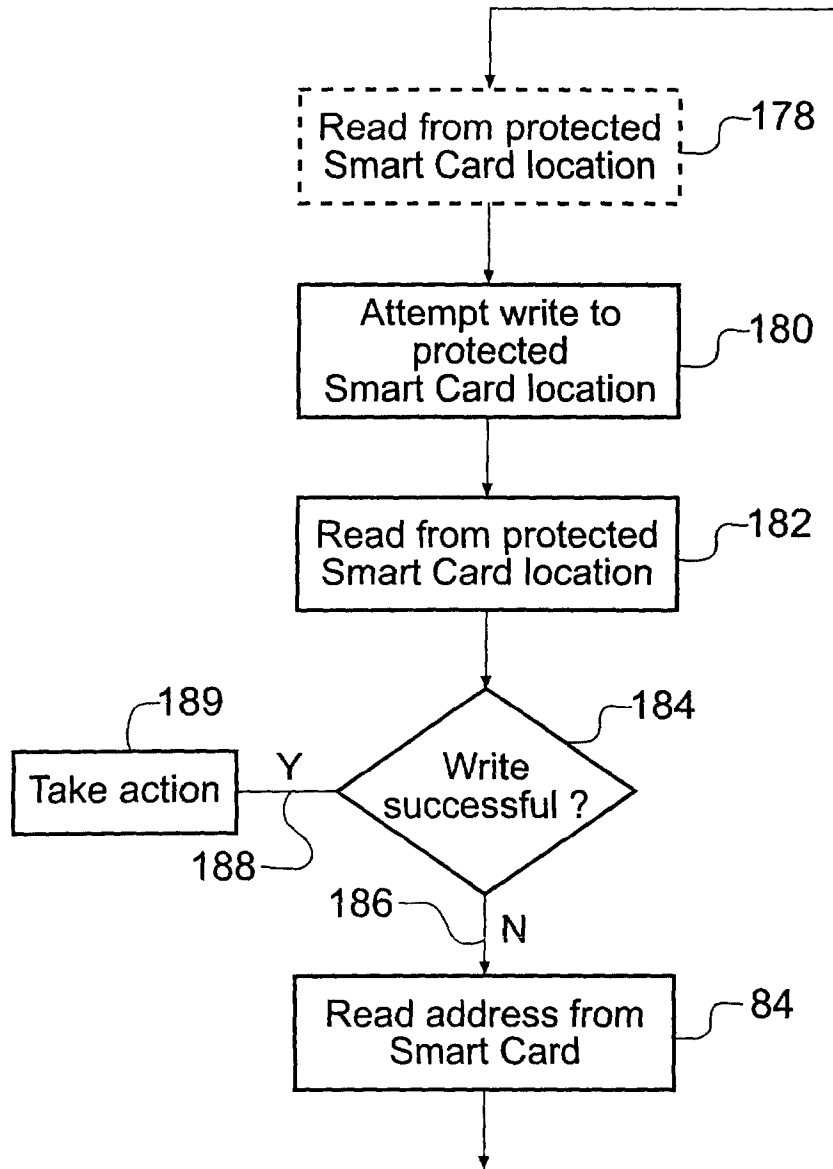 Read from protected
Smart Card location
178
Attempt write to
protected
Smart Card location
180
Read from protected
Smart Card location
182
189
184
Take action
Y
Write
successful ?
188
186
N
Read address from
Smart Card
84